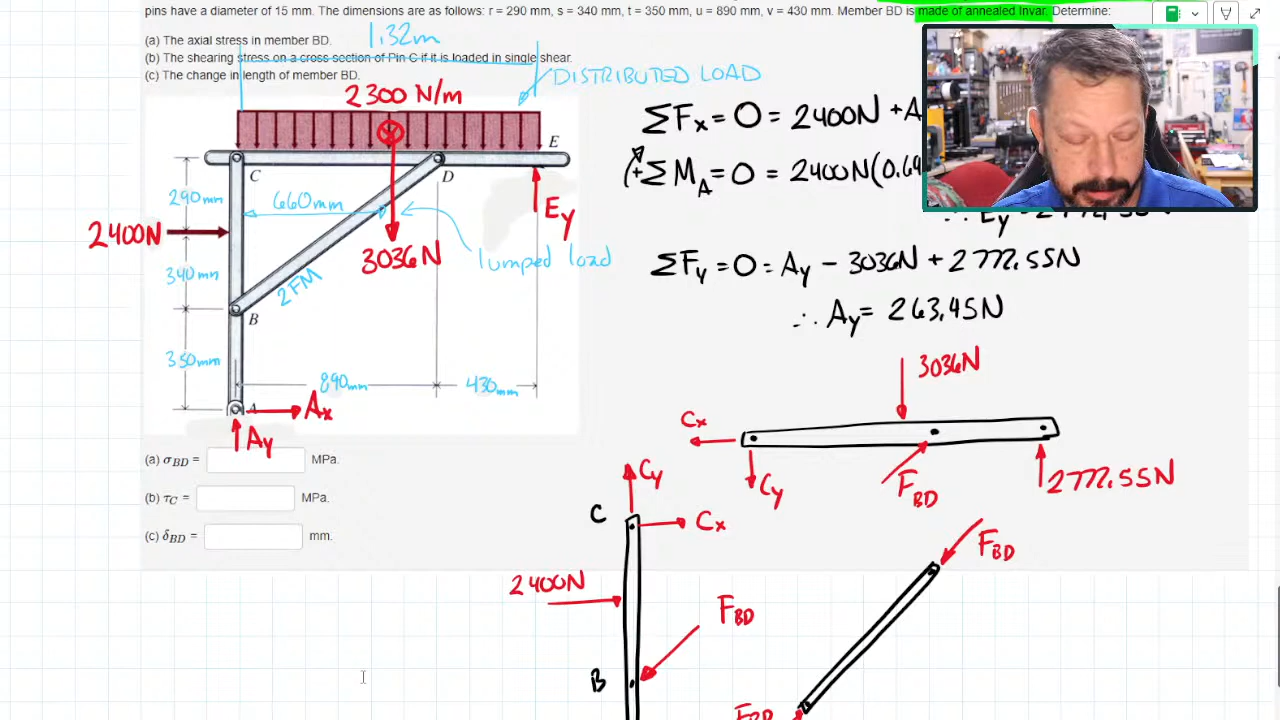 pins have a diameter of 15 mm. The dimensions are as follows: r = 290 mm, s = 340 mm, t = 350 mm, u = 890 mm, v = 430 mm. Member BD is made of annealed Invar. Determine:
(a) The axial stress in member BD.
(b) The shearing stress on a cross section of Pin C if it is loaded in single shear.
(c) The change in length of member BD.
1.32m
DISTRIBUTED LOAD
2300 N/m
E
C
D
290mm
660mm
Ey
2400N
3036N
lumped load
340mm
2FM
B
350mm
890mm
430mm
A
Ax
Ay
(a) σBD =
MPa.
(b) τC =
MPa.
(c) δBD =
mm.
ΣFx = 0 = 2400N + A
+ΣMA = 0 = 2400N(0.69
∴ Ey =
ΣFy = 0 = Ay − 3036N + 2772.55N
∴ Ay = 263.45N
3036N
Cx
Cy
FBD
2772.55N
Cy
C
Cx
2400N
FBD
B
FBD
FBD